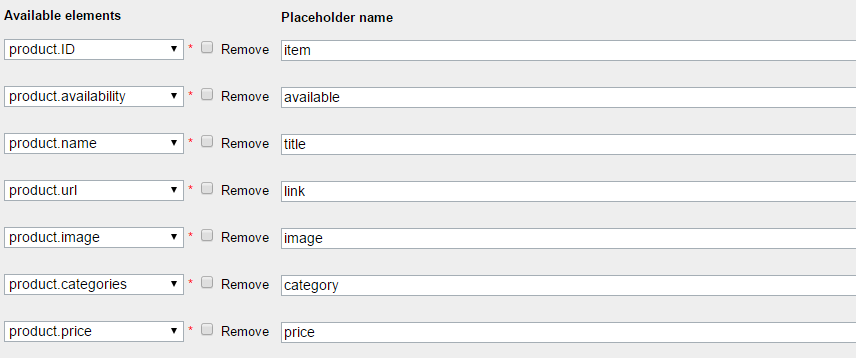 Available elements Placeholder name
product.ID * Remove item
product.availability * Remove available
product.name * Remove title
product.url * Remove link
product.image * Remove image
product.categories * Remove category
product.price * Remove price